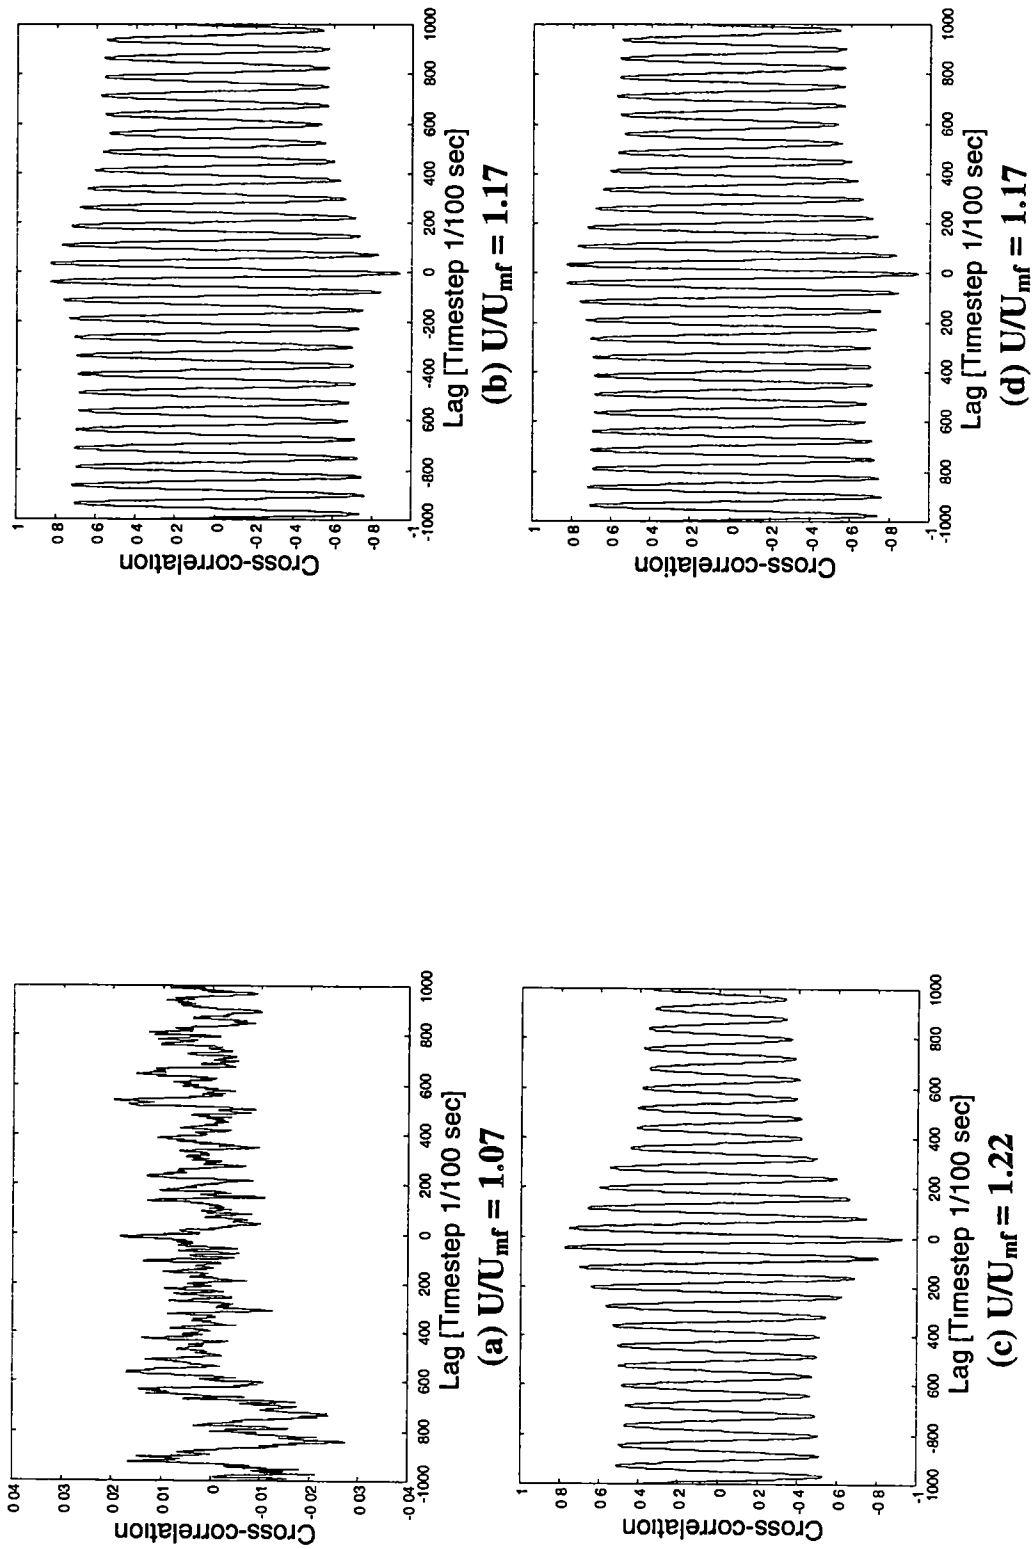 0 04
0 03
0 02
0 01
0
-0 01
-0 02
-0 03
-0 04
Cross-correlation
-1000 -800 600 400 200 0 200 400 600 800 1000
Lag [Timestep 1/100 sec]
(a) U/Umf = 1.07
1
0 8
0 6
0 4
0 2
0
-0 2
-0 4
-0 6
-0 8
-1
Cross-correlation
-1000 -800 -600 -400 -200 0 200 400 600 800 1000
Lag [Timestep 1/100 sec]
(b) U/Umf = 1.17
1
0 8
0 6
0 4
0 2
0
-0 2
-0 4
-0 6
-0 8
-1
Cross-correlation
-1000 -800 -600 -400 200 0 200 400 600 800 1000
Lag [Timestep 1/100 sec]
(c) U/Umf = 1.22
1
0 8
0 6
0 4
0 2
0
-0 2
-0 4
-0 6
-0 8
-1
Cross-correlation
-1000 -800 600 400 -200 0 200 400 600 800 1000
Lag [Timestep 1/100 sec]
(d) U/Umf = 1.17